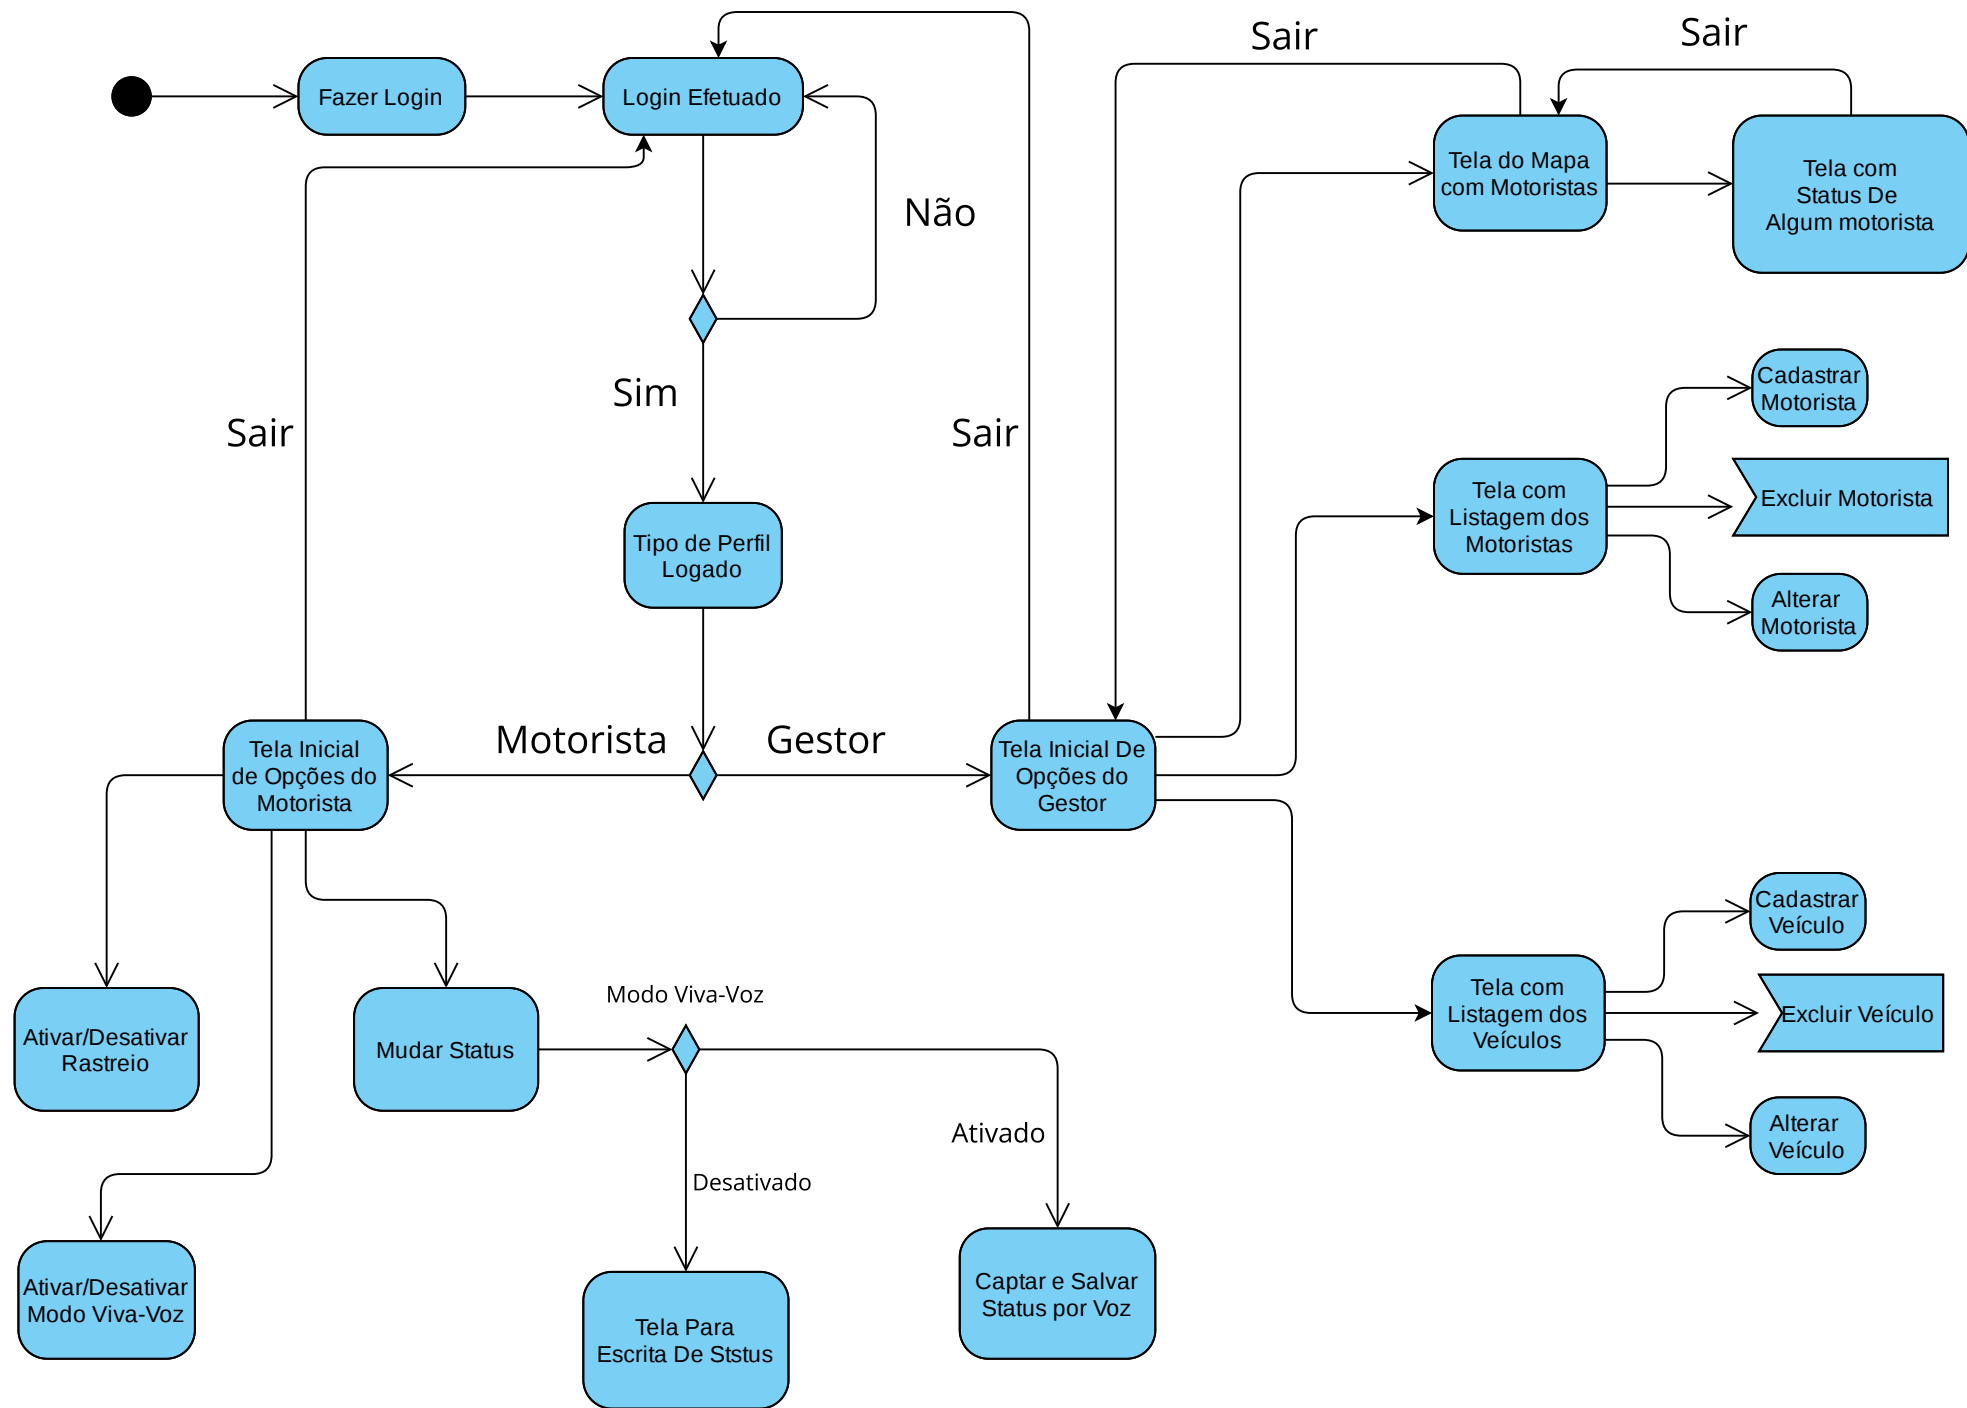 Sair
Sair
Fazer Login
Login Efetuado
Tela do Mapa
com Motoristas
Tela com
Status De
Algum motorista
Não
Sim
Sair
Sair
Cadastrar
Motorista
Tela com
Listagem dos
Motoristas
Excluir Motorista
Alterar
Motorista
Tipo de Perfil
Logado
Motorista
Gestor
Tela Inicial
de Opções do
Motorista
Tela Inicial De
Opções do
Gestor
Cadastrar
Veículo
Tela com
Listagem dos
Veículos
Excluir Veículo
Alterar
Veículo
Modo Viva-Voz
Ativar/Desativar
Rastreio
Mudar Status
Ativado
Desativado
Ativar/Desativar
Modo Viva-Voz
Captar e Salvar
Status por Voz
Tela Para
Escrita De Ststus